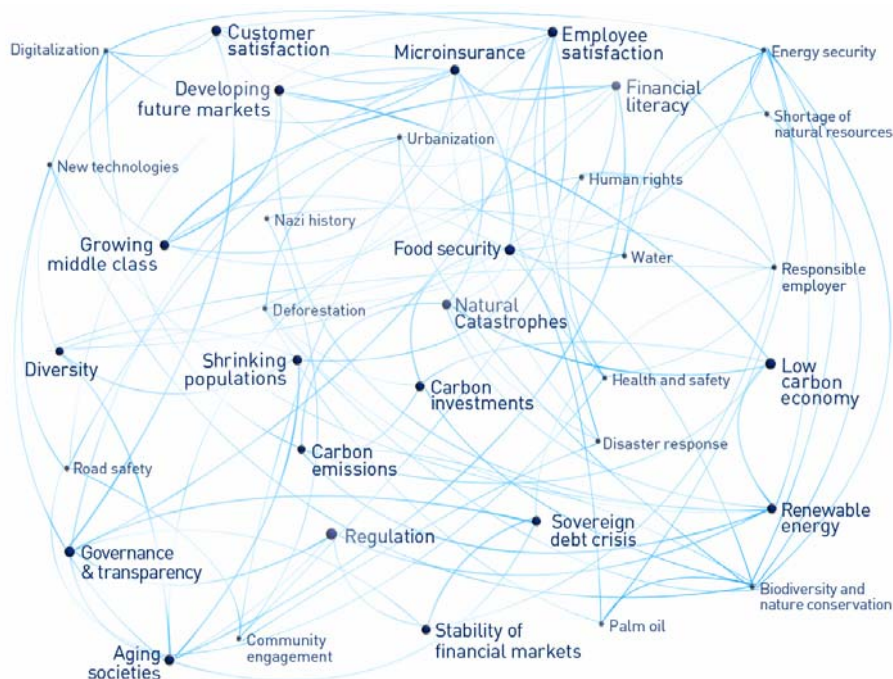 Digitalization
Customer
satisfaction
Microinsurance
Employee
satisfaction
Energy security
Developing
future markets
Financial
literacy
Shortage of
natural resources
Urbanization
New technologies
Human rights
Nazi history
Growing
middle class
Food security
Water
Responsible
employer
Deforestation
Natural
Catastrophes
Diversity
Shrinking
populations
Carbon
investments
Health and safety
Low
carbon
economy
Carbon
emissions
Disaster response
Road safety
Renewable
energy
Governance
& transparency
Regulation
Sovereign
debt crisis
Biodiversity and
nature conservation
Aging
societies
Community
engagement
Stability of
financial markets
Palm oil